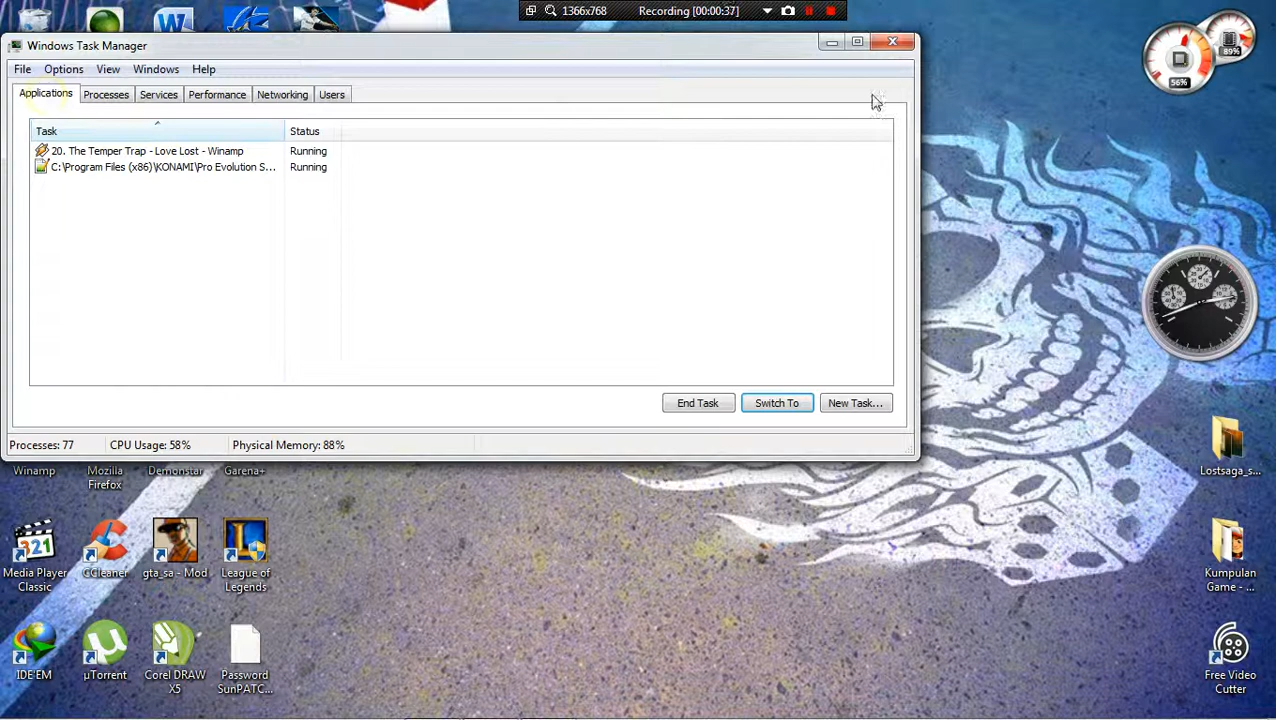 1366x768 Recording [00:00:37]
Windows Task Manager
File Options View Windows Help
Applications Processes Services Performance Networking Users
Task Status
20. The Temper Trap - Love Lost - Winamp Running
C:\Program Files (x86)\KONAMI\Pro Evolution S... Running
End Task Switch To New Task...
Processes: 77 CPU Usage: 58% Physical Memory: 88%
89%
56%
Winamp
Mozilla Firefox
Demonstar
Garena+
Media Player Classic
CCleaner
gta_sa - Mod
League of Legends
IDE'EM
µTorrent
Corel DRAW X5
Password SunPATC...
Lostsaga_s...
Kumpulan Game - ...
Free Video Cutter